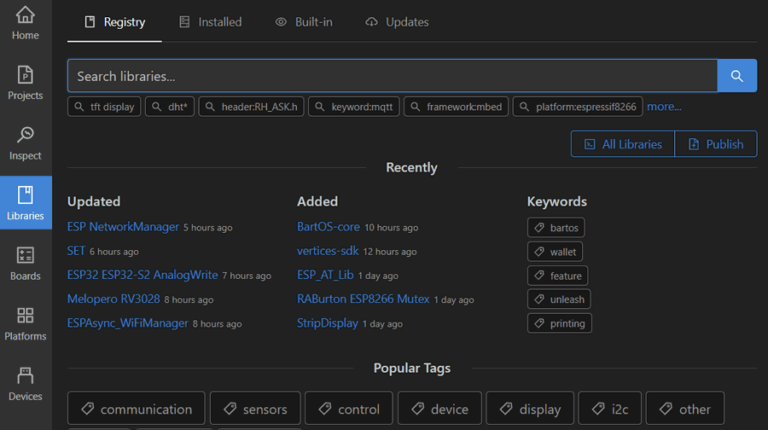 Home
Projects
Inspect
Libraries
Boards
Platforms
Devices
Registry Installed Built-in Updates
Search libraries...
tft display dht* header:RH_ASK.h keyword:mqtt framework:mbed platform:espressif8266 more...
All Libraries Publish
Recently
Updated
ESP NetworkManager 5 hours ago
SET 6 hours ago
ESP32 ESP32-S2 AnalogWrite 7 hours ago
Melopero RV3028 8 hours ago
ESPAsync_WiFiManager 8 hours ago
Added
BartOS-core 10 hours ago
vertices-sdk 12 hours ago
ESP_AT_Lib 1 day ago
RABurton ESP8266 Mutex 1 day ago
StripDisplay 1 day ago
Keywords
bartos
wallet
feature
unleash
printing
Popular Tags
communication sensors control device display i2c other